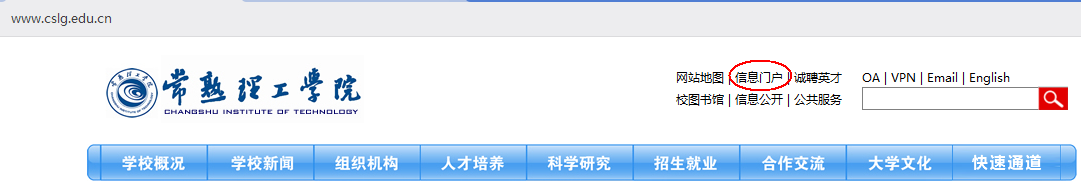 www.cslg.edu.cn
常熟理工学院
CHANGSHU INSTITUTE OF TECHNOLOGY
网站地图 | 信息门户 | 诚聘英才 OA | VPN | Email | English
校图书馆 | 信息公开 | 公共服务
学校概况 学校新闻 组织机构 人才培养 科学研究 招生就业 合作交流 大学文化 快速通道